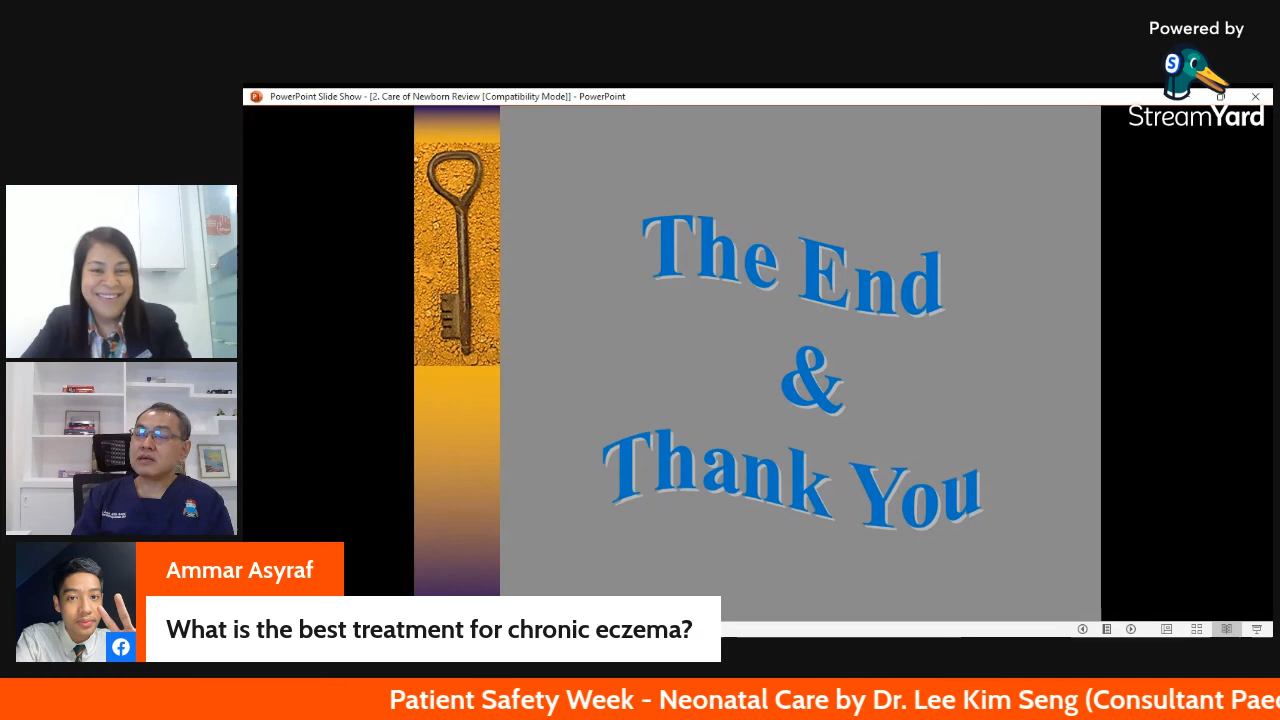 Powered by
StreamYard
PowerPoint Slide Show - [2. Care of Newborn Review [Compatibility Mode]] - PowerPoint
The End
&
Thank You
Ammar Asyraf
What is the best treatment for chronic eczema?
Patient Safety Week - Neonatal Care by Dr. Lee Kim Seng (Consultant Paed